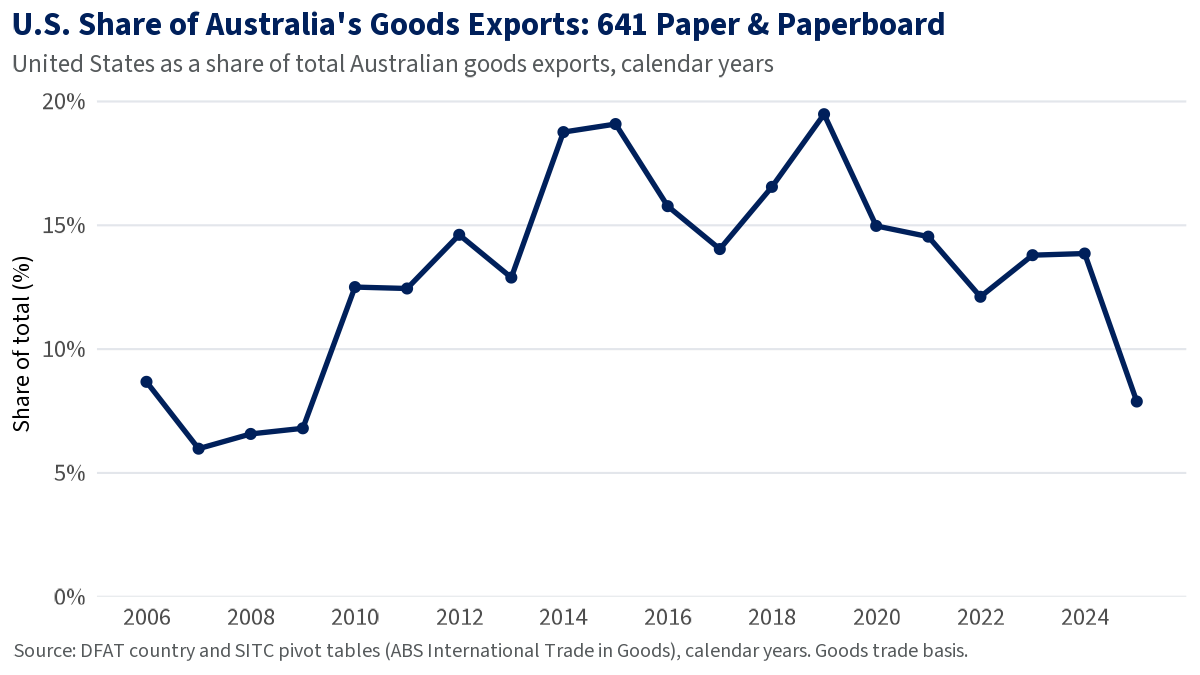 U.S. Share of Australia's Goods Exports: 641 Paper & Paperboard
United States as a share of total Australian goods exports, calendar years
20%
15%
10%
5%
0%
Share of total (%)
2006 2008 2010 2012 2014 2016 2018 2020 2022 2024
Source: DFAT country and SITC pivot tables (ABS International Trade in Goods), calendar years. Goods trade basis.